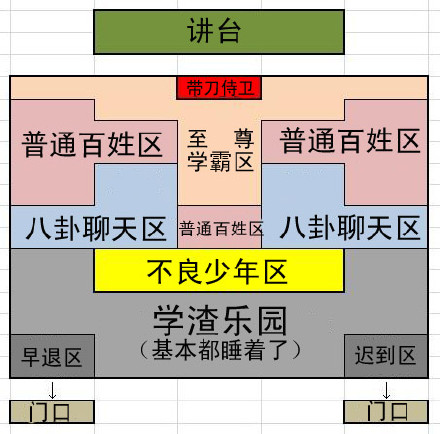 讲台
带刀侍卫
普通百姓区
至 尊
学霸区
普通百姓区
八卦聊天区
普通百姓区
八卦聊天区
不良少年区
学渣乐园
（基本都睡着了）
早退区
迟到区
门口
门口